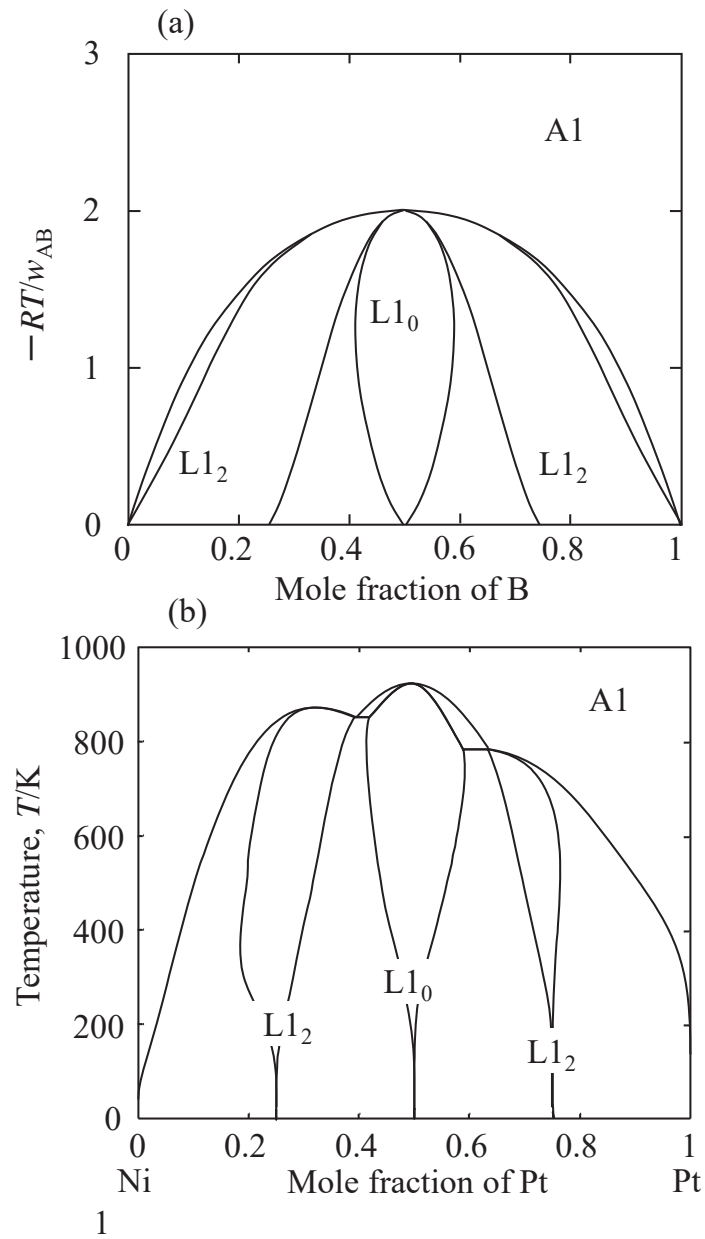 (a)
3
A1
2
−RT/wAB
L10
1
L12
L12
0
0
0.2
0.4
0.6
0.8
1
Mole fraction of B
(b)
1000
A1
800
Temperature, T/K
600
400
L10
200
L12
L12
0
0
0.2
0.4
0.6
0.8
1
Ni
Mole fraction of Pt
Pt
1